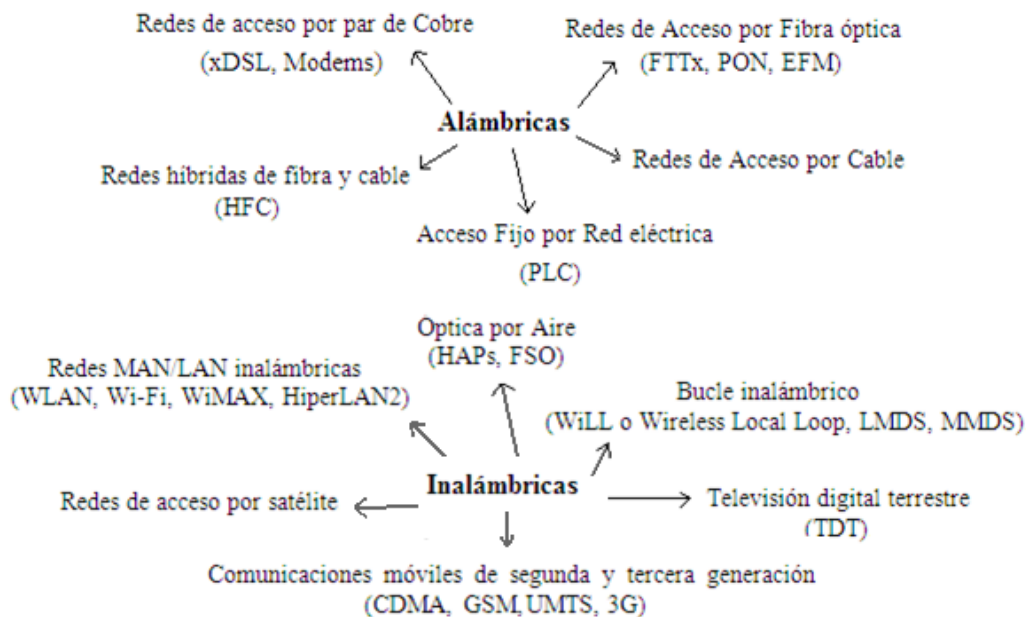 Redes de acceso por par de Cobre
(xDSL, Modems)
Redes de Acceso por Fibra óptica
(FTTx, PON, EFM)
Alámbricas
Redes híbridas de fibra y cable
(HFC)
Redes de Acceso por Cable
Acceso Fijo por Red eléctrica
(PLC)
Optica por Aire
(HAPs, FSO)
Redes MAN/LAN inalámbricas
(WLAN, Wi-Fi, WiMAX, HiperLAN2)
Bucle inalámbrico
(WiLL o Wireless Local Loop, LMDS, MMDS)
Inalámbricas
Redes de acceso por satélite
Televisión digital terrestre
(TDT)
Comunicaciones móviles de segunda y tercera generación
(CDMA, GSM, UMTS, 3G)